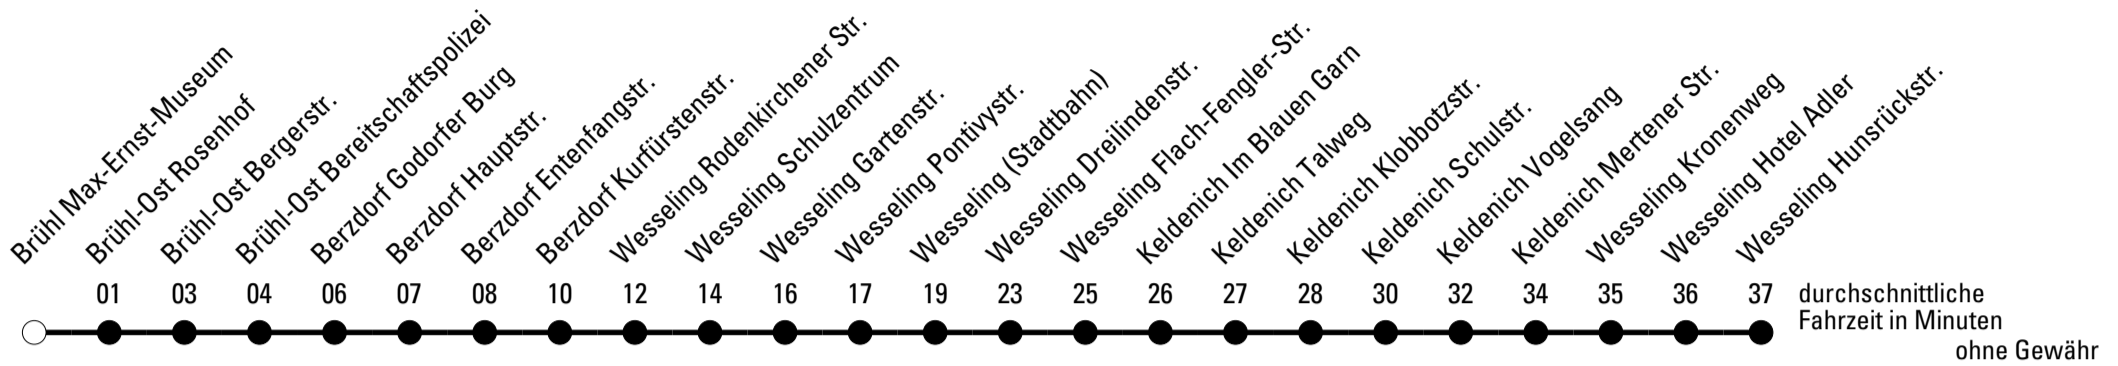 Brühl Max-Ernst-Museum
Brühl-Ost Rosenhof
Brühl-Ost Bergerstr.
Brühl-Ost Bereitschaftspolizei
Berzdorf Godorfer Burg
Berzdorf Hauptstr.
Berzdorf Entenfangstr.
Berzdorf Kurfürstenstr.
Wesseling Rodenkirchener Str.
Wesseling Schulzentrum
Wesseling Gartenstr.
Wesseling Pontivystr.
Wesseling (Stadtbahn)
Wesseling Dreilindenstr.
Wesseling Flach-Fengler-Str.
Keldenich Im Blauen Garn
Keldenich Talweg
Keldenich Klobbotzstr.
Keldenich Schulstr.
Keldenich Vogelsang
Keldenich Mertener Str.
Wesseling Kronenweg
Wesseling Hotel Adler
Wesseling Hunsrückstr.
01 03 04 06 07 08 10 12 14 16 17 19 23 25 26 27 28 30 32 34 35 36 37
durchschnittliche
Fahrzeit in Minuten
ohne Gewähr